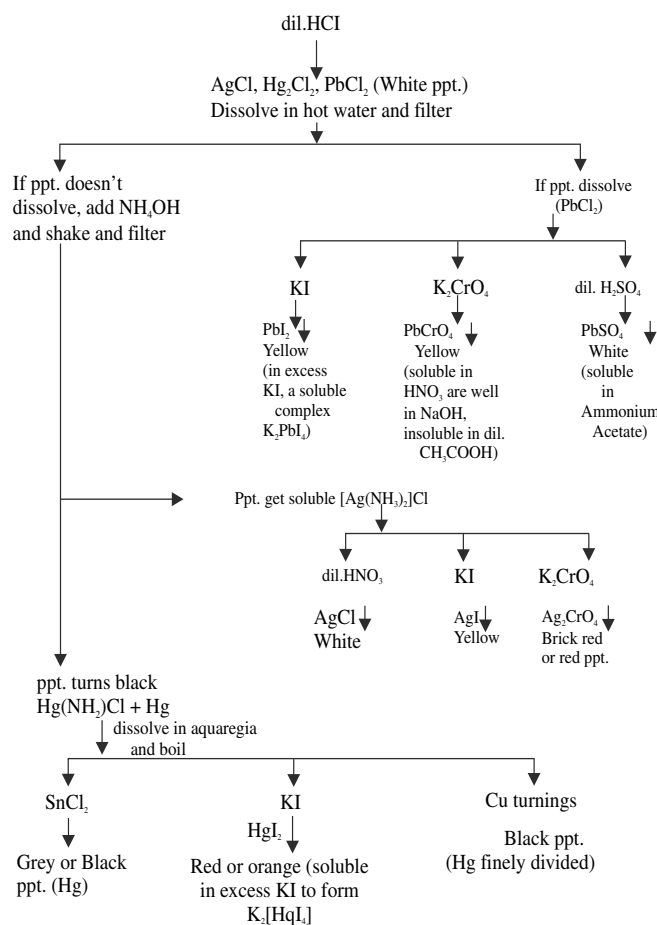 dil.HCl
AgCl, Hg₂Cl₂, PbCl₂ (White ppt.)
Dissolve in hot water and filter
If ppt. doesn't
dissolve, add NH₄OH
and shake and filter
If ppt. dissolve
(PbCl₂)
KI
K₂CrO₄
dil. H₂SO₄
PbI₂
Yellow
(in excess
KI, a soluble
complex
K₂PbI₄)
PbCrO₄
Yellow
(soluble in
HNO₃ are well
in NaOH,
insoluble in dil.
CH₃COOH)
PbSO₄
White
(soluble
in
Ammonium
Acetate)
Ppt. get soluble [Ag(NH₃)₂]Cl
dil.HNO₃
KI
K₂CrO₄
AgCl
White
AgI
Yellow
Ag₂CrO₄
Brick red
or red ppt.
ppt. turns black
Hg(NH₂)Cl + Hg
dissolve in aquaregia
and boil
SnCl₂
KI
Cu turnings
Grey or Black
ppt. (Hg)
HgI₂
Red or orange (soluble
in excess KI to form
K₂[HqI₄]
Black ppt.
(Hg finely divided)